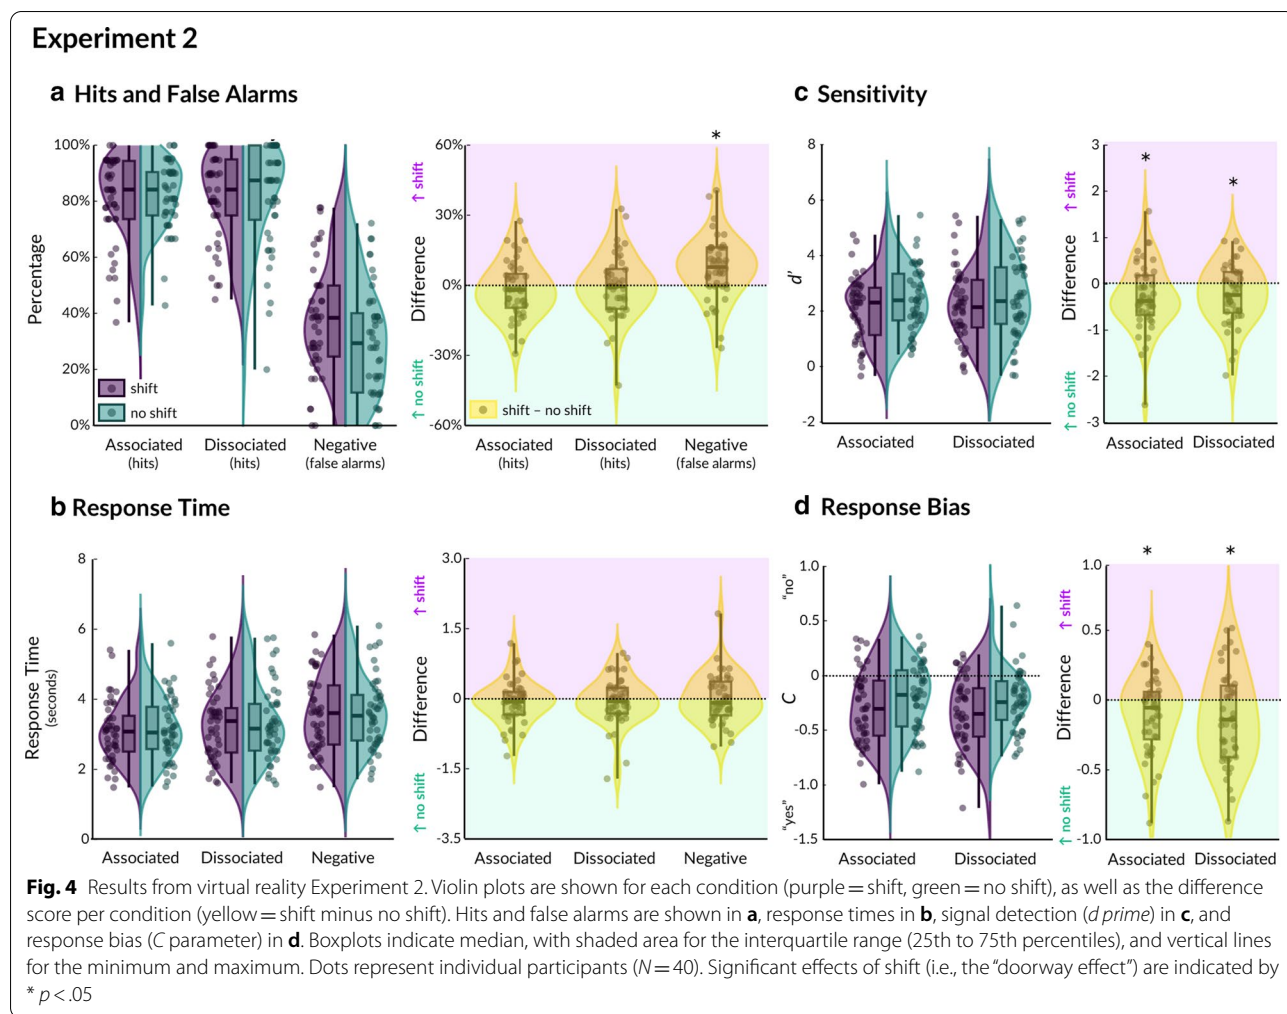 Experiment 2
a Hits and False Alarms
100%
80%
60%
40%
20%
0%
Percentage
shift
no shift
Associated
(hits)
Dissociated
(hits)
Negative
(false alarms)
60%
30%
0%
-30%
-60%
Difference
↑ shift
↑ no shift
*
shift – no shift
Associated
(hits)
Dissociated
(hits)
Negative
(false alarms)
c Sensitivity
8
6
4
2
0
-2
d'
Associated
Dissociated
3
2
1
0
-1
-2
-3
Difference
↑ shift
↑ no shift
*
*
Associated
Dissociated
b Response Time
8
6
4
2
0
Response Time
(seconds)
Associated
Dissociated
Negative
3.0
1.5
0
-1.5
-3.5
Difference
↑ shift
↑ no shift
Associated
Dissociated
Negative
d Response Bias
1.0
0.5
0
-0.5
-1.0
-1.5
"no"
C
"yes"
Associated
Dissociated
1.0
0.5
0
-0.5
-1.0
Difference
↑ shift
↑ no shift
*
*
Associated
Dissociated
Fig. 4 Results from virtual reality Experiment 2. Violin plots are shown for each condition (purple = shift, green = no shift), as well as the difference
score per condition (yellow = shift minus no shift). Hits and false alarms are shown in a, response times in b, signal detection (d prime) in c, and
response bias (C parameter) in d. Boxplots indicate median, with shaded area for the interquartile range (25th to 75th percentiles), and vertical lines
for the minimum and maximum. Dots represent individual participants (N = 40). Significant effects of shift (i.e., the "doorway effect") are indicated by
* p < .05